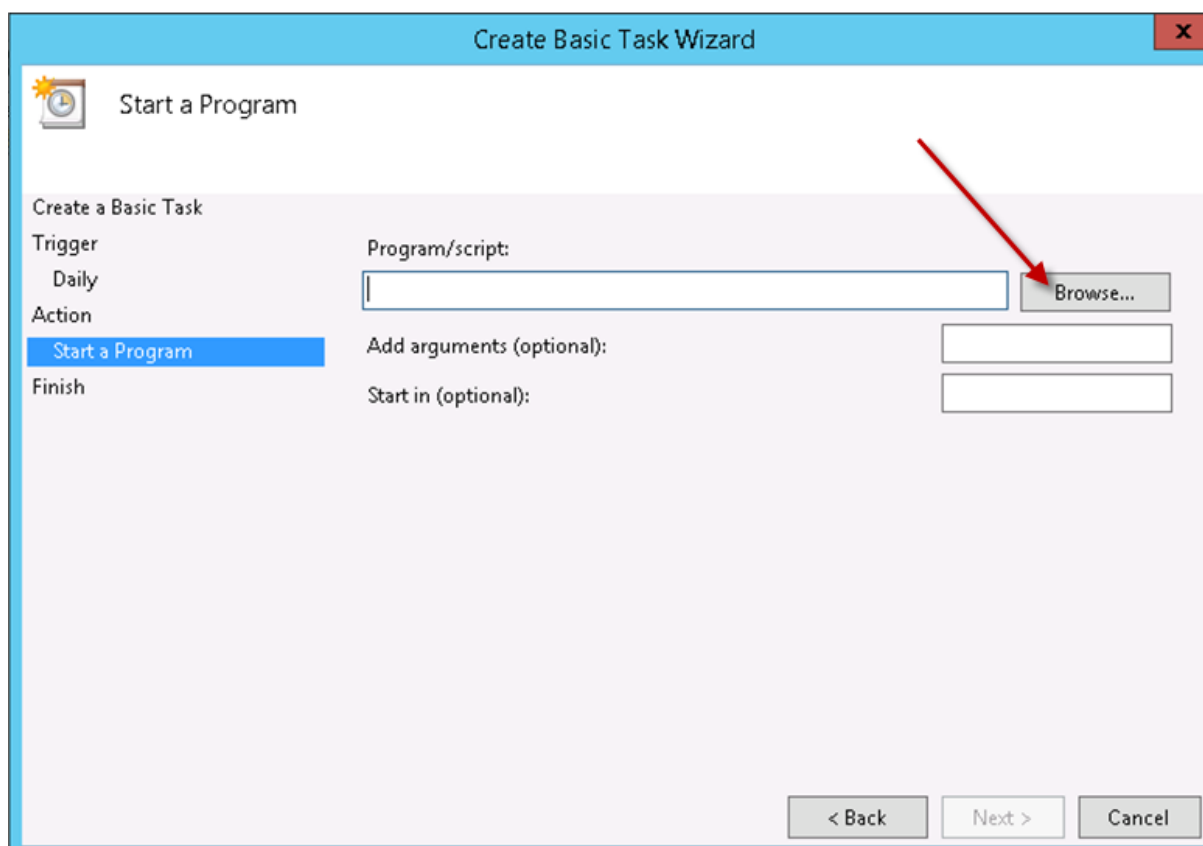 Create Basic Task Wizard
x
Start a Program
Create a Basic Task
Trigger
Daily
Action
Start a Program
Finish
Program/script:
Browse...
Add arguments (optional):
Start in (optional):
< Back
Next >
Cancel